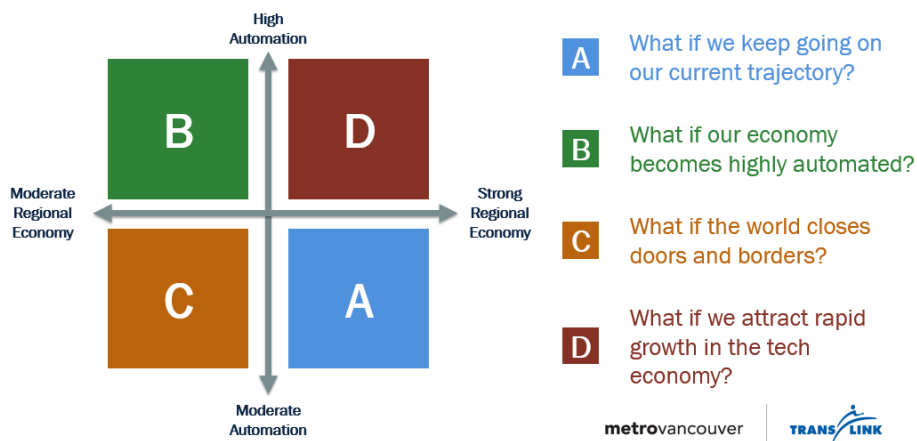 High
Automation
B
D
Moderate
Regional
Economy
Strong
Regional
Economy
C
A
Moderate
Automation
A
What if we keep going on
our current trajectory?
B
What if our economy
becomes highly automated?
C
What if the world closes
doors and borders?
D
What if we attract rapid
growth in the tech
economy?
metrovancouver
TRANS LINK